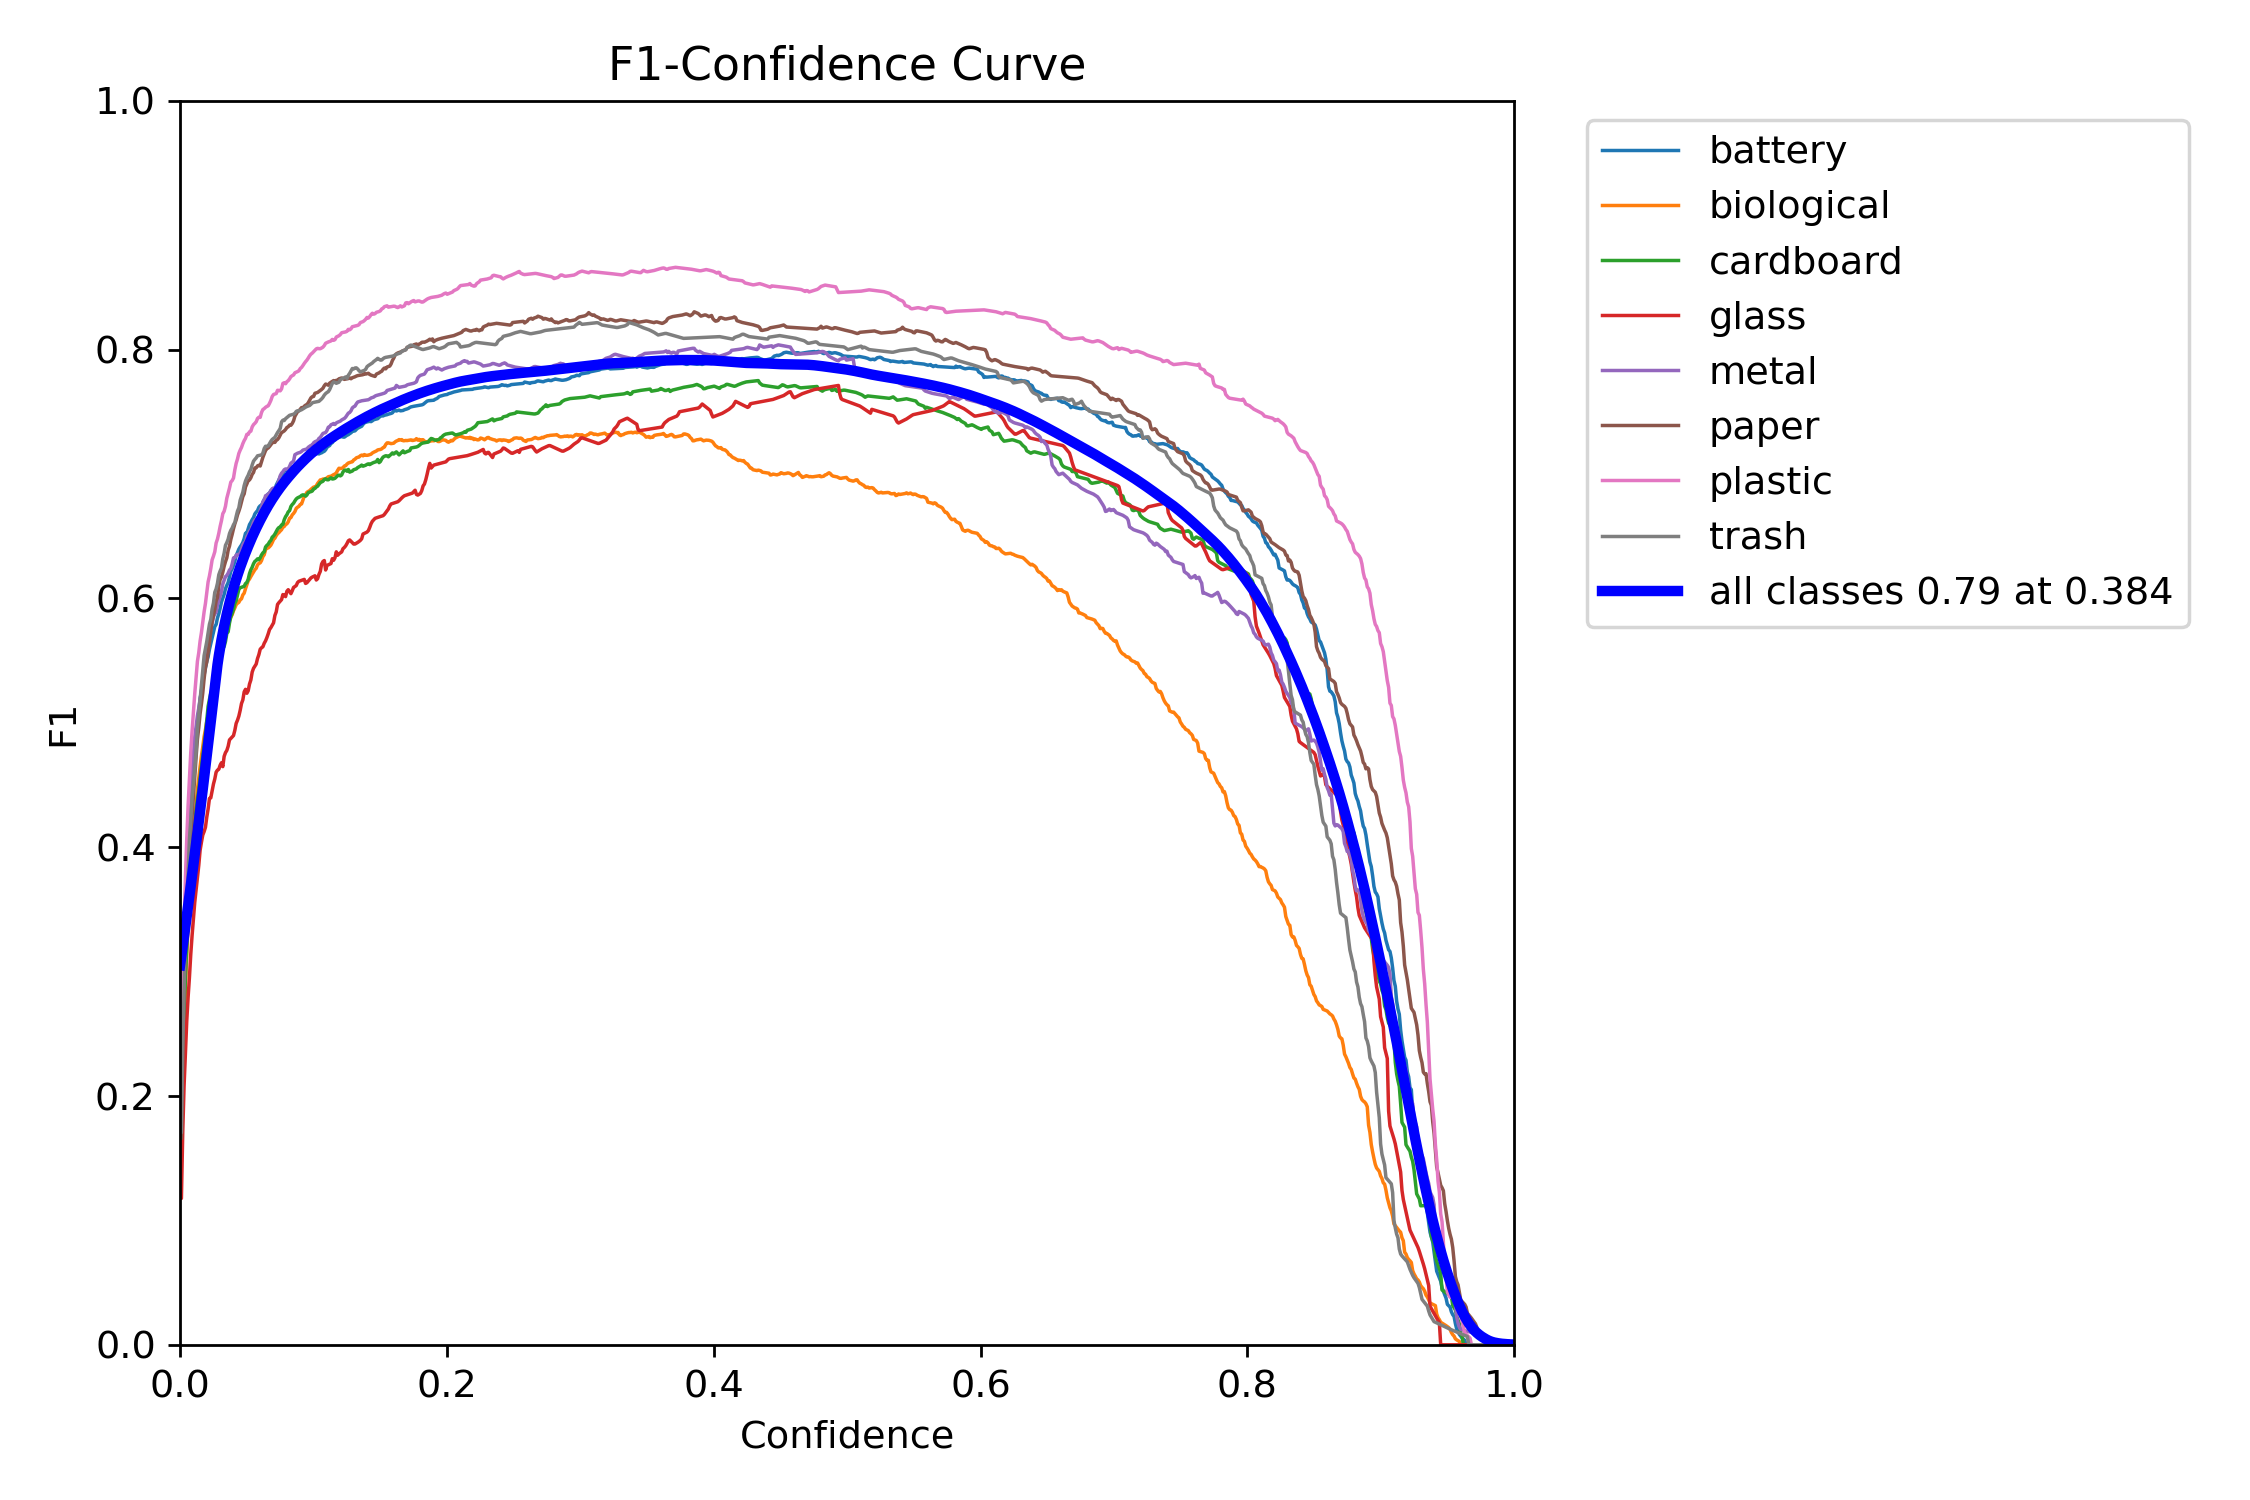 F1-Confidence Curve
1.0
0.8
0.6
0.4
0.2
0.0
F1
0.0 0.2 0.4 0.6 0.8 1.0
Confidence
battery
biological
cardboard
glass
metal
paper
plastic
trash
all classes 0.79 at 0.384